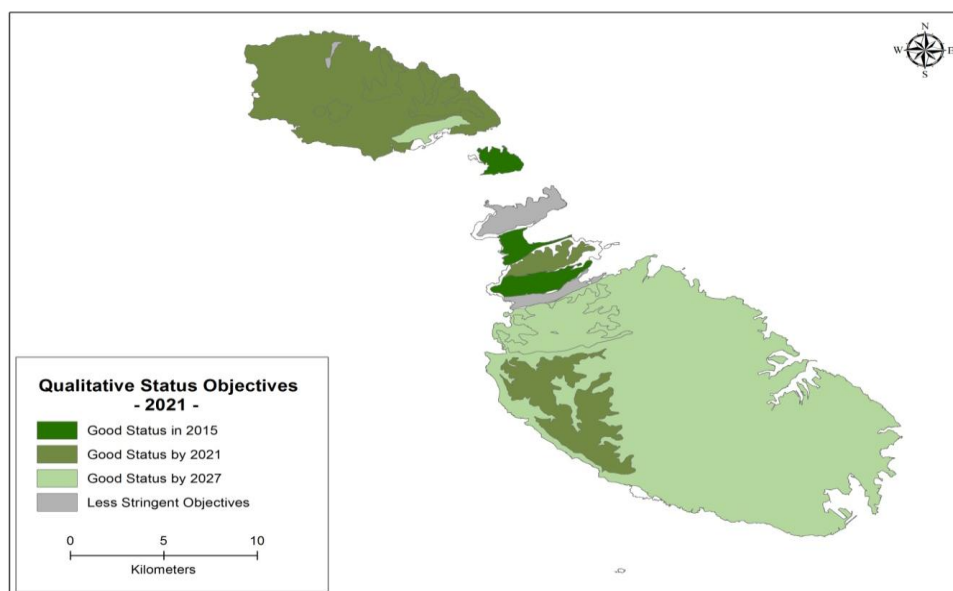 N
W E
S
Qualitative Status Objectives
- 2021 -
Good Status in 2015
Good Status by 2021
Good Status by 2027
Less Stringent Objectives
0 5 10
Kilometers